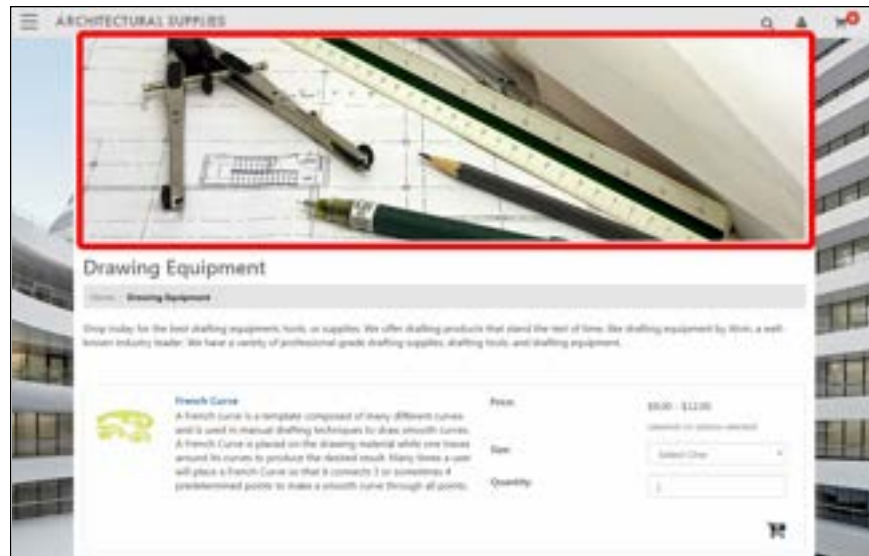 ARCHITECTURAL SUPPLIES
Drawing Equipment
Home Drawing Equipment
Shop today for the best drafting equipment, tools, or supplies. We offer drafting products that stand the test of time, like drafting equipment by a well-
known industry leader. We have a variety of professional grade drafting supplies, drafting tools, and drafting equipment.
French Curve
Price:
A French curve is a template composed of many different curves
and is used in manual drafting techniques to draw smooth curves.
A French Curve is placed on the drawing material while one traces
around its curves to produce the desired result. Many times a user
will place a French Curve so that it connects 3 or sometimes 4
predetermined points to make a smooth curve through all points.
$9.00 - $12.00
Size:
Select One
Quantity:
1